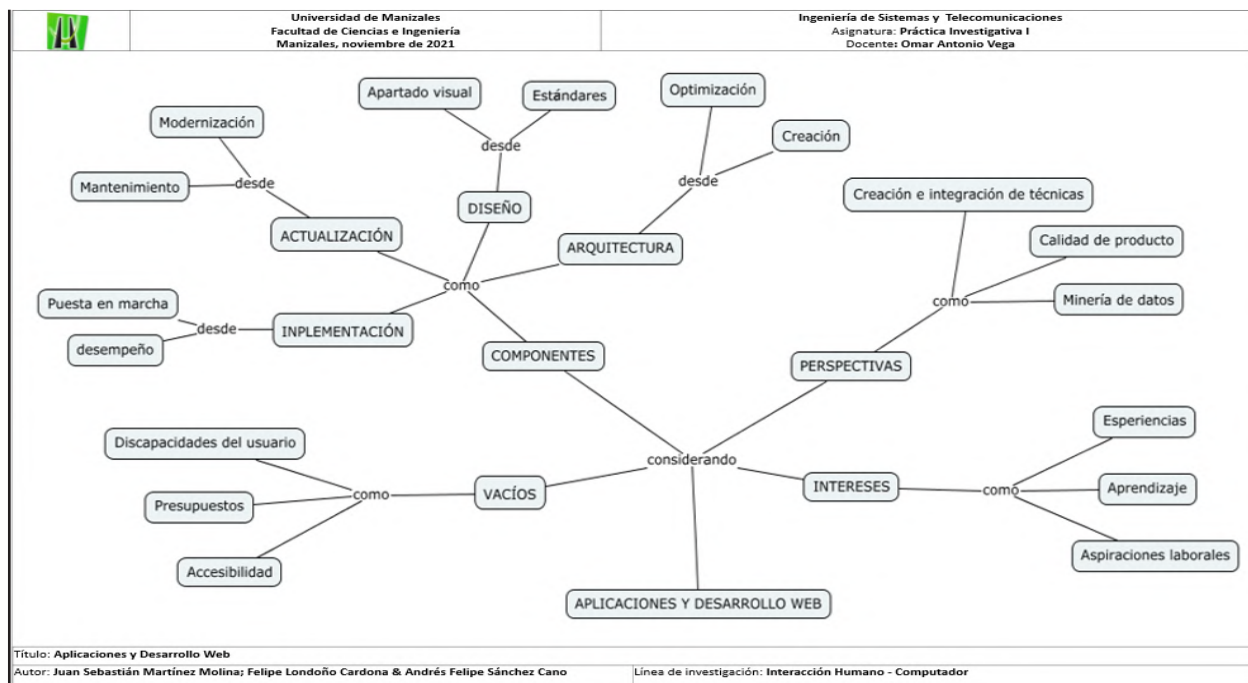 Universidad de Manizales
Facultad de Ciencias e Ingeniería
Manizales, noviembre de 2021
Ingeniería de Sistemas y Telecomunicaciones
Asignatura: Práctica Investigativa I
Docente: Omar Antonio Vega
Apartado visual
Estándares
Optimización
Modernización
Creación
desde
desde
desde
Mantenimiento
Creación e integración de técnicas
DISEÑO
ACTUALIZACIÓN
ARQUITECTURA
Calidad de producto
como
Puesta en marcha
como
Minería de datos
desde
INPLEMENTACIÓN
desempeño
COMPONENTES
PERSPECTIVAS
Esperiencias
Discapacidades del usuario
considerando
INTERESES
como
Aprendizaje
como
VACÍOS
Presupuestos
Aspiraciones laborales
Accesibilidad
APLICACIONES Y DESARROLLO WEB
Título: Aplicaciones y Desarrollo Web
Autor: Juan Sebastián Martínez Molina; Felipe Londoño Cardona & Andrés Felipe Sánchez Cano
Línea de investigación: Interacción Humano - Computador